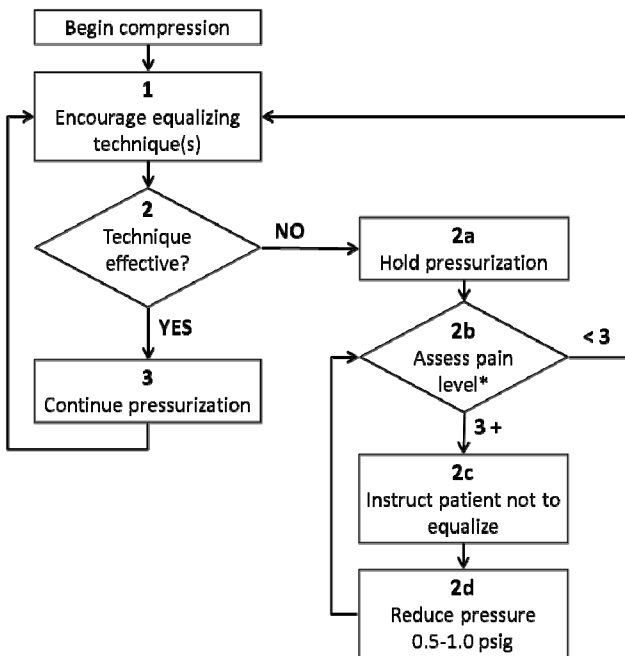 Begin compression
1
Encourage equalizing
technique(s)
2
Technique
effective?
NO
YES
3
Continue pressurization
2a
Hold pressurization
2b
Assess pain
level*
< 3
3 +
2c
Instruct patient not to
equalize
2d
Reduce pressure
0.5-1.0 psig